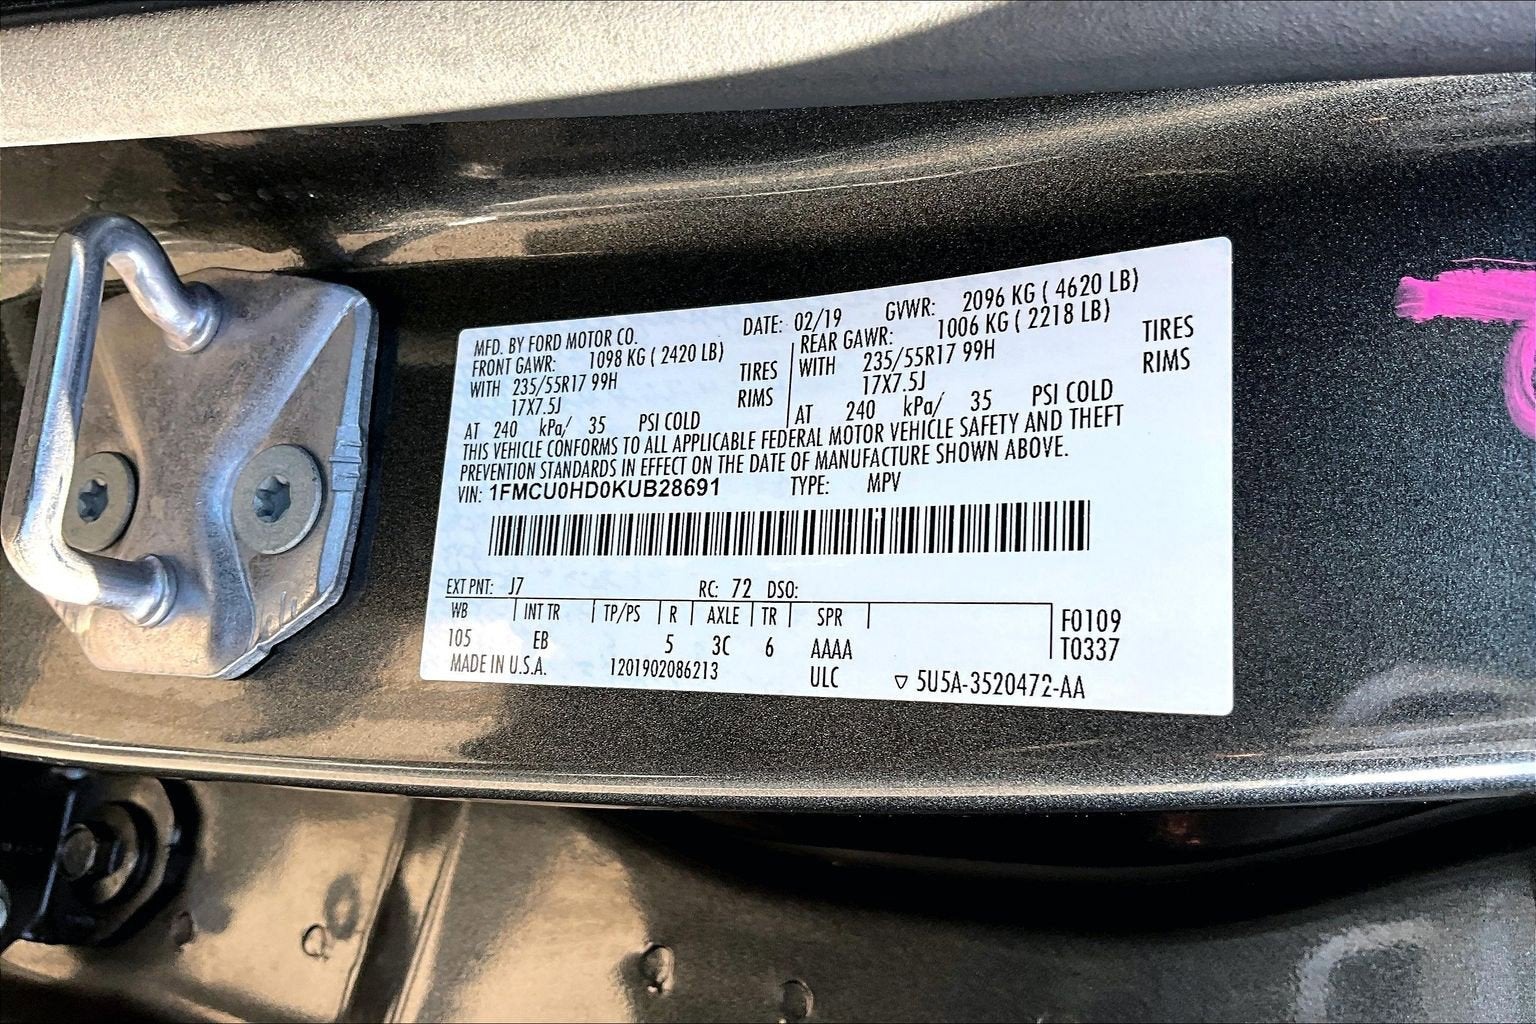 MFD. BY FORD MOTOR CO. DATE: 02/19 GVWR: 2096 KG ( 4620 LB)
FRONT GAWR: 1098 KG ( 2420 LB) REAR GAWR: 1006 KG ( 2218 LB)
WITH 235/55R17 99H TIRES WITH 235/55R17 99H TIRES
17X7.5J RIMS 17X7.5J RIMS
AT 240 kPa/ 35 PSI COLD AT 240 kPa/ 35 PSI COLD
THIS VEHICLE CONFORMS TO ALL APPLICABLE FEDERAL MOTOR VEHICLE SAFETY AND THEFT
PREVENTION STANDARDS IN EFFECT ON THE DATE OF MANUFACTURE SHOWN ABOVE.
VIN: 1FMCU0HD0KUB28691 TYPE: MPV
EXT PNT: J7 RC: 72 DSO:
WB INT TR TP/PS R AXLE TR SPR F0109
105 EB 5 3C 6 AAAA T0337
MADE IN U.S.A. 1201902086213 ULC ▽ 5U5A-3520472-AA